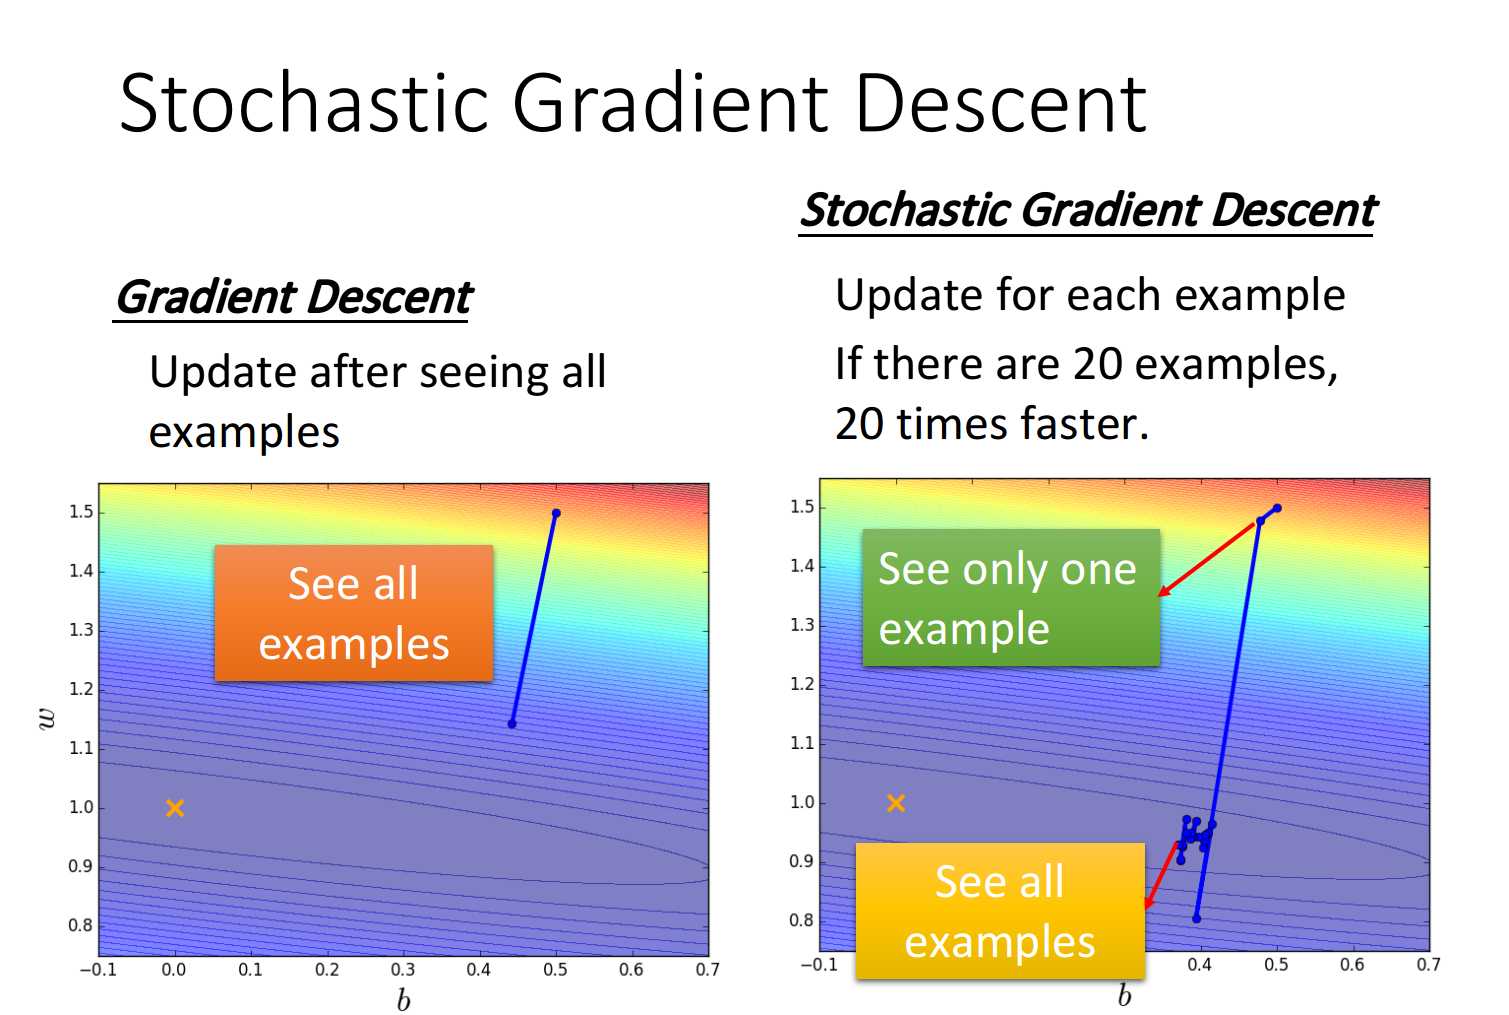 Stochastic Gradient Descent
Gradient Descent
Update after seeing all
examples
Stochastic Gradient Descent
Update for each example
If there are 20 examples,
20 times faster.
1.5
1.4
1.3
1.2
1.1
1.0
0.9
0.8
w
−0.1 0.0 0.1 0.2 0.3 0.4 0.5 0.6 0.7
b
See all
examples
1.5
1.4
1.3
1.2
1.1
1.0
0.9
0.8
−0.1 0.4 0.5 0.6 0.7
b
See only one
example
See all
examples